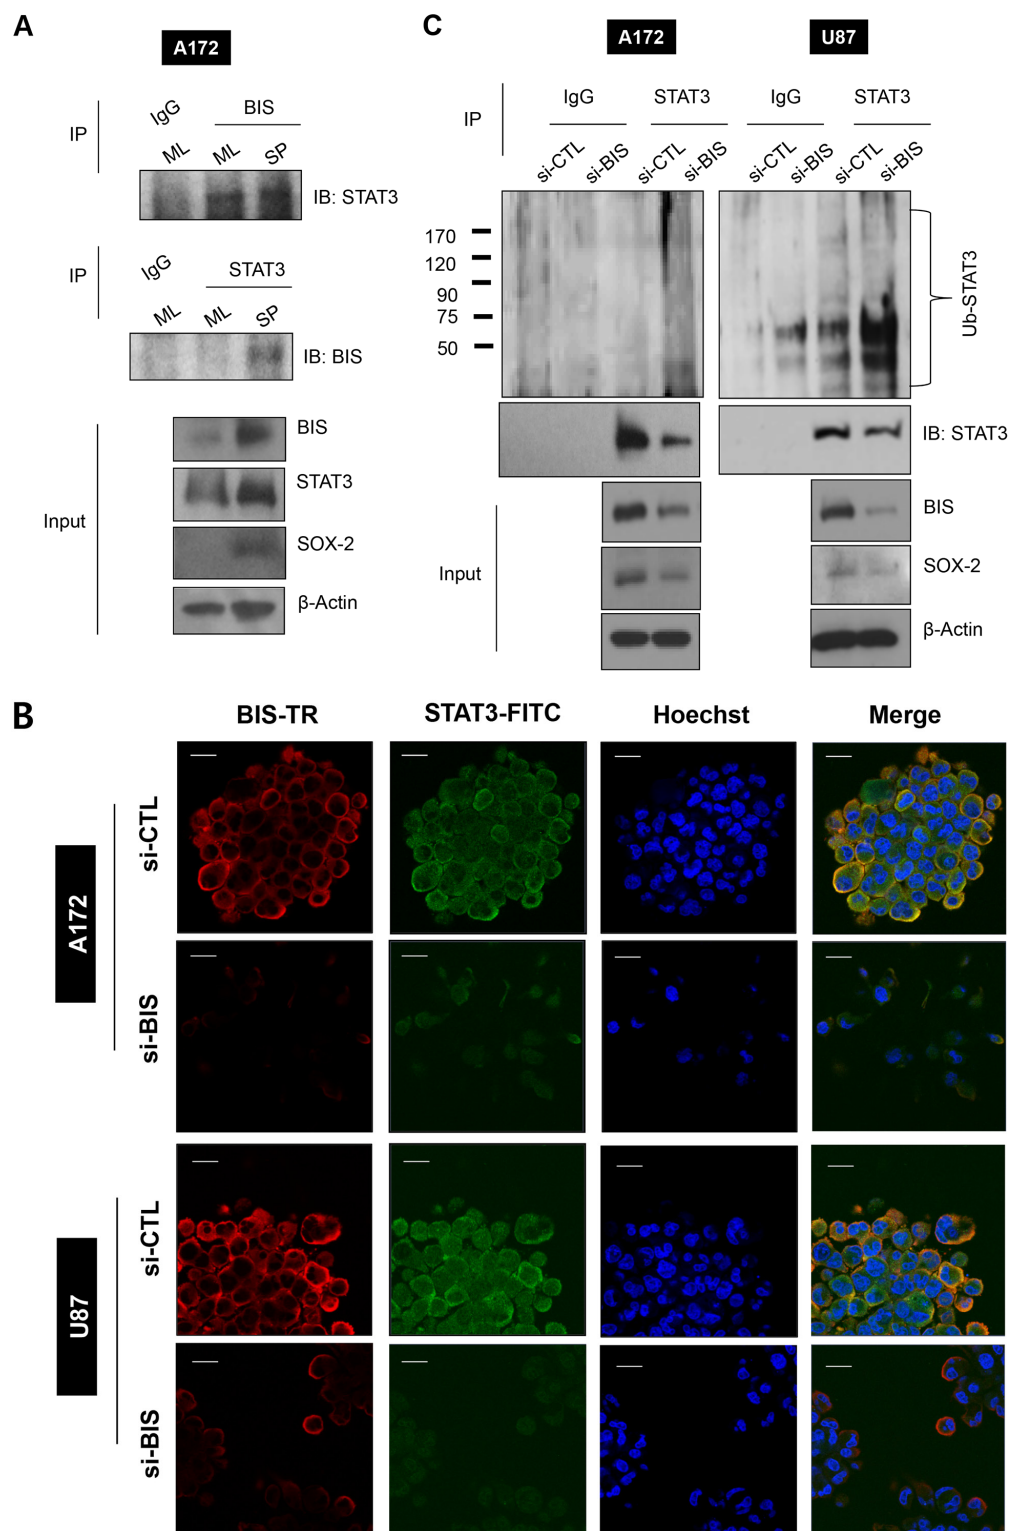 A
A172
IP
IgG
BIS
ML
ML
SP
IB: STAT3
IP
IgG
STAT3
ML
ML
SP
IB: BIS
Input
BIS
STAT3
SOX-2
β-Actin
C
A172
U87
IP
IgG
STAT3
IgG
STAT3
si-CTL
si-BIS
si-CTL
si-BIS
si-CTL
si-BIS
si-CTL
si-BIS
170
120
90
75
50
Ub-STAT3
IB: STAT3
Input
BIS
SOX-2
β-Actin
B
BIS-TR
STAT3-FITC
Hoechst
Merge
A172
si-CTL
si-BIS
U87
si-CTL
si-BIS